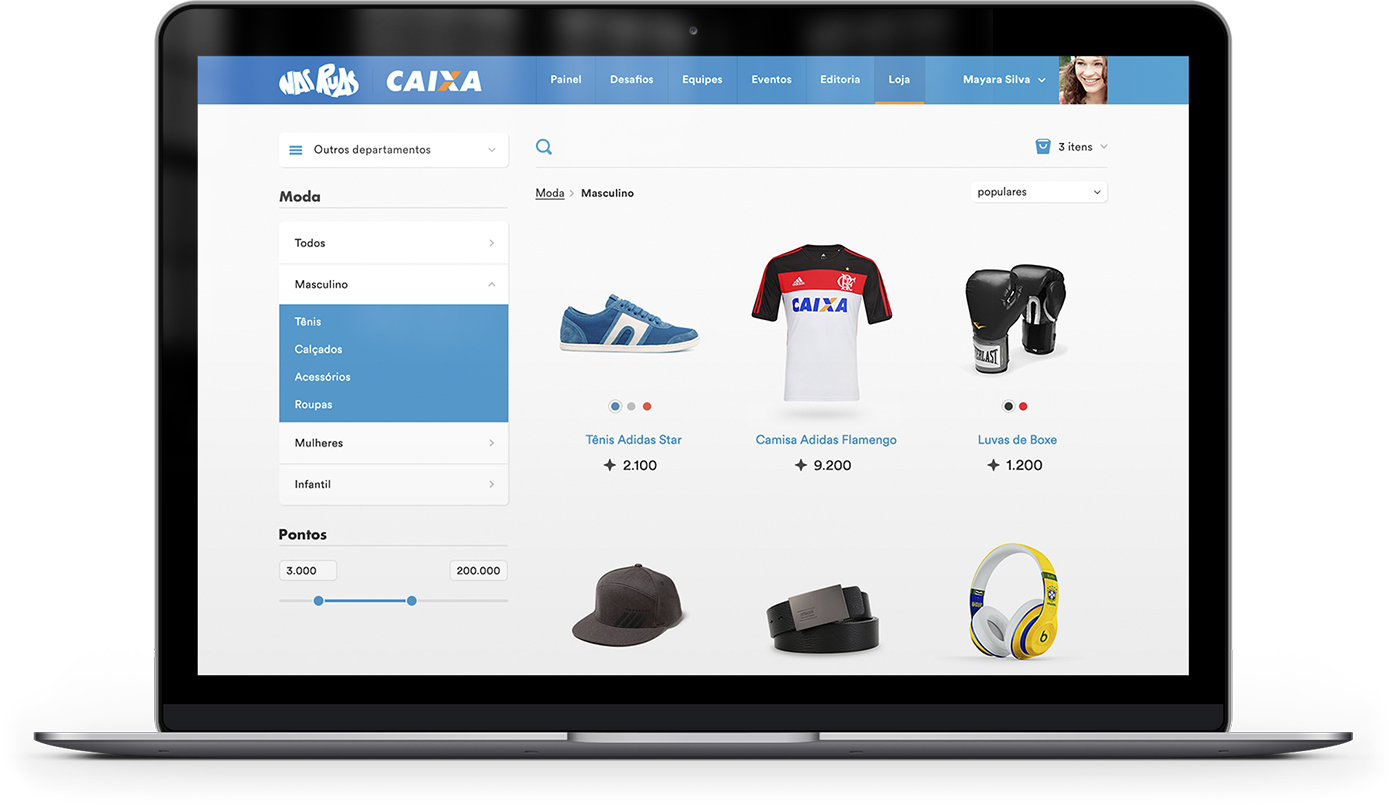 NAS RUAS CAIXA Painel Desafios Equipes Eventos Editoria Loja Mayara Silva
Outros departamentos
3 itens
Moda
Moda > Masculino
populares
Todos
Masculino
Tênis
Calçados
Acessórios
Roupas
Mulheres
Infantil
CAIXA
EVERLAST
Tênis Adidas Star
2.100
Camisa Adidas Flamengo
9.200
Luvas de Boxe
1.200
Pontos
3.000
200.000
b